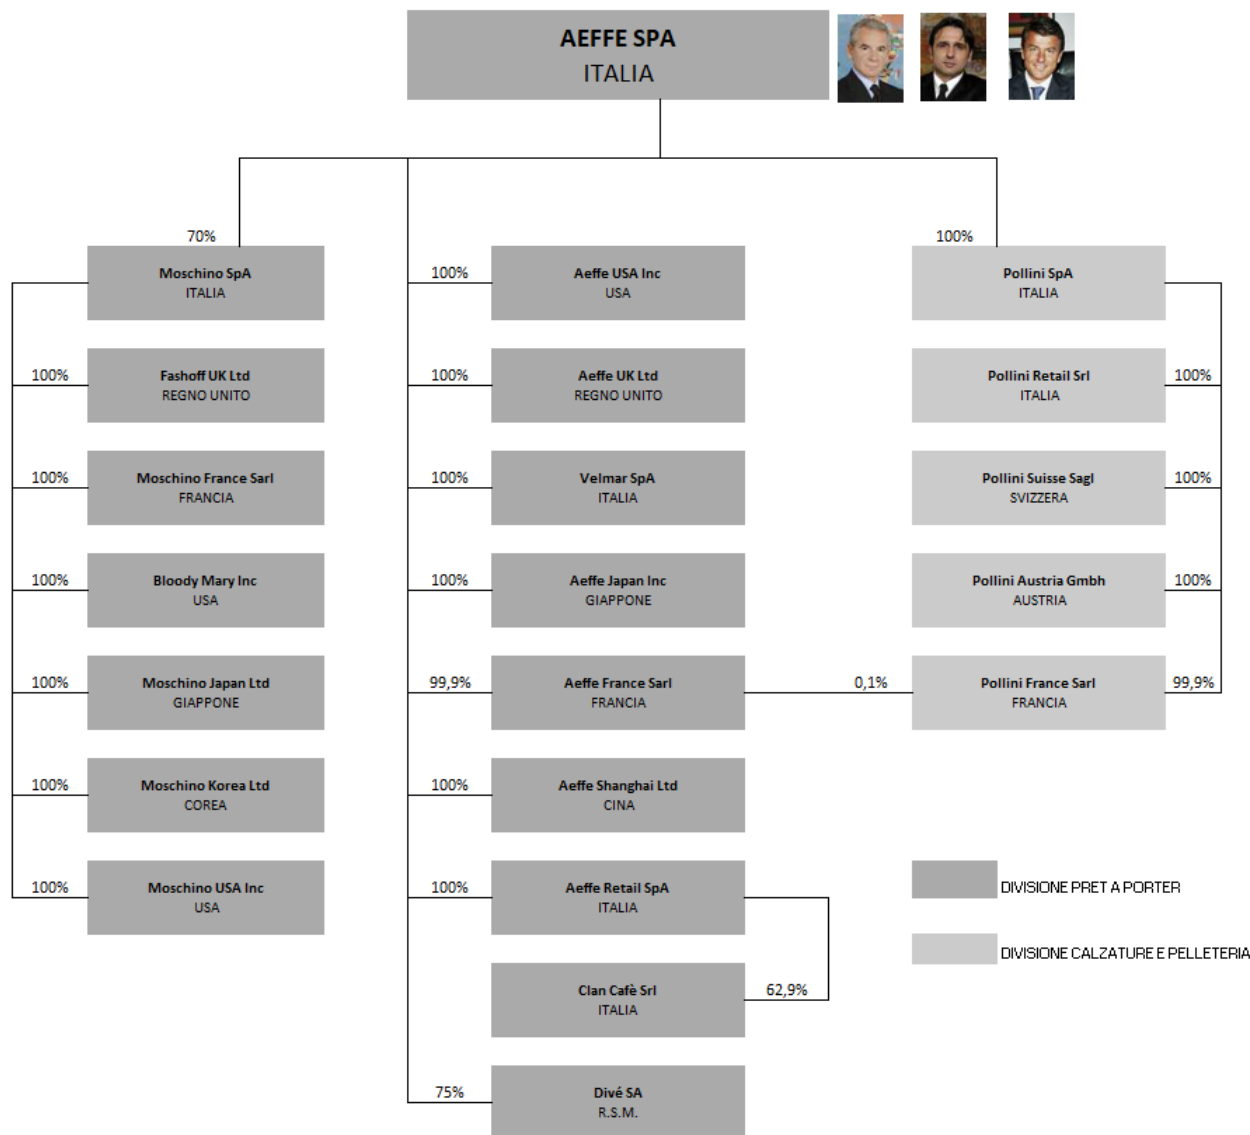 AEFFE SPA
ITALIA
70%
Moschino SpA
ITALIA
100%
Fashoff UK Ltd
REGNO UNITO
100%
Moschino France Sarl
FRANCIA
100%
Bloody Mary Inc
USA
100%
Moschino Japan Ltd
GIAPPONE
100%
Moschino Korea Ltd
COREA
100%
Moschino USA Inc
USA
100%
Aeffe USA Inc
USA
100%
Aeffe UK Ltd
REGNO UNITO
100%
Velmar SpA
ITALIA
100%
Aeffe Japan Inc
GIAPPONE
99,9%
Aeffe France Sarl
FRANCIA
0,1%
100%
Aeffe Shanghai Ltd
CINA
100%
Aeffe Retail SpA
ITALIA
Clan Cafè Srl
ITALIA
62,9%
75%
Divé SA
R.S.M.
100%
Pollini SpA
ITALIA
Pollini Retail Srl
ITALIA
100%
Pollini Suisse Sagl
SVIZZERA
100%
Pollini Austria Gmbh
AUSTRIA
100%
Pollini France Sarl
FRANCIA
99,9%
DIVISIONE PRET A PORTER
DIVISIONE CALZATURE E PELLETERIA